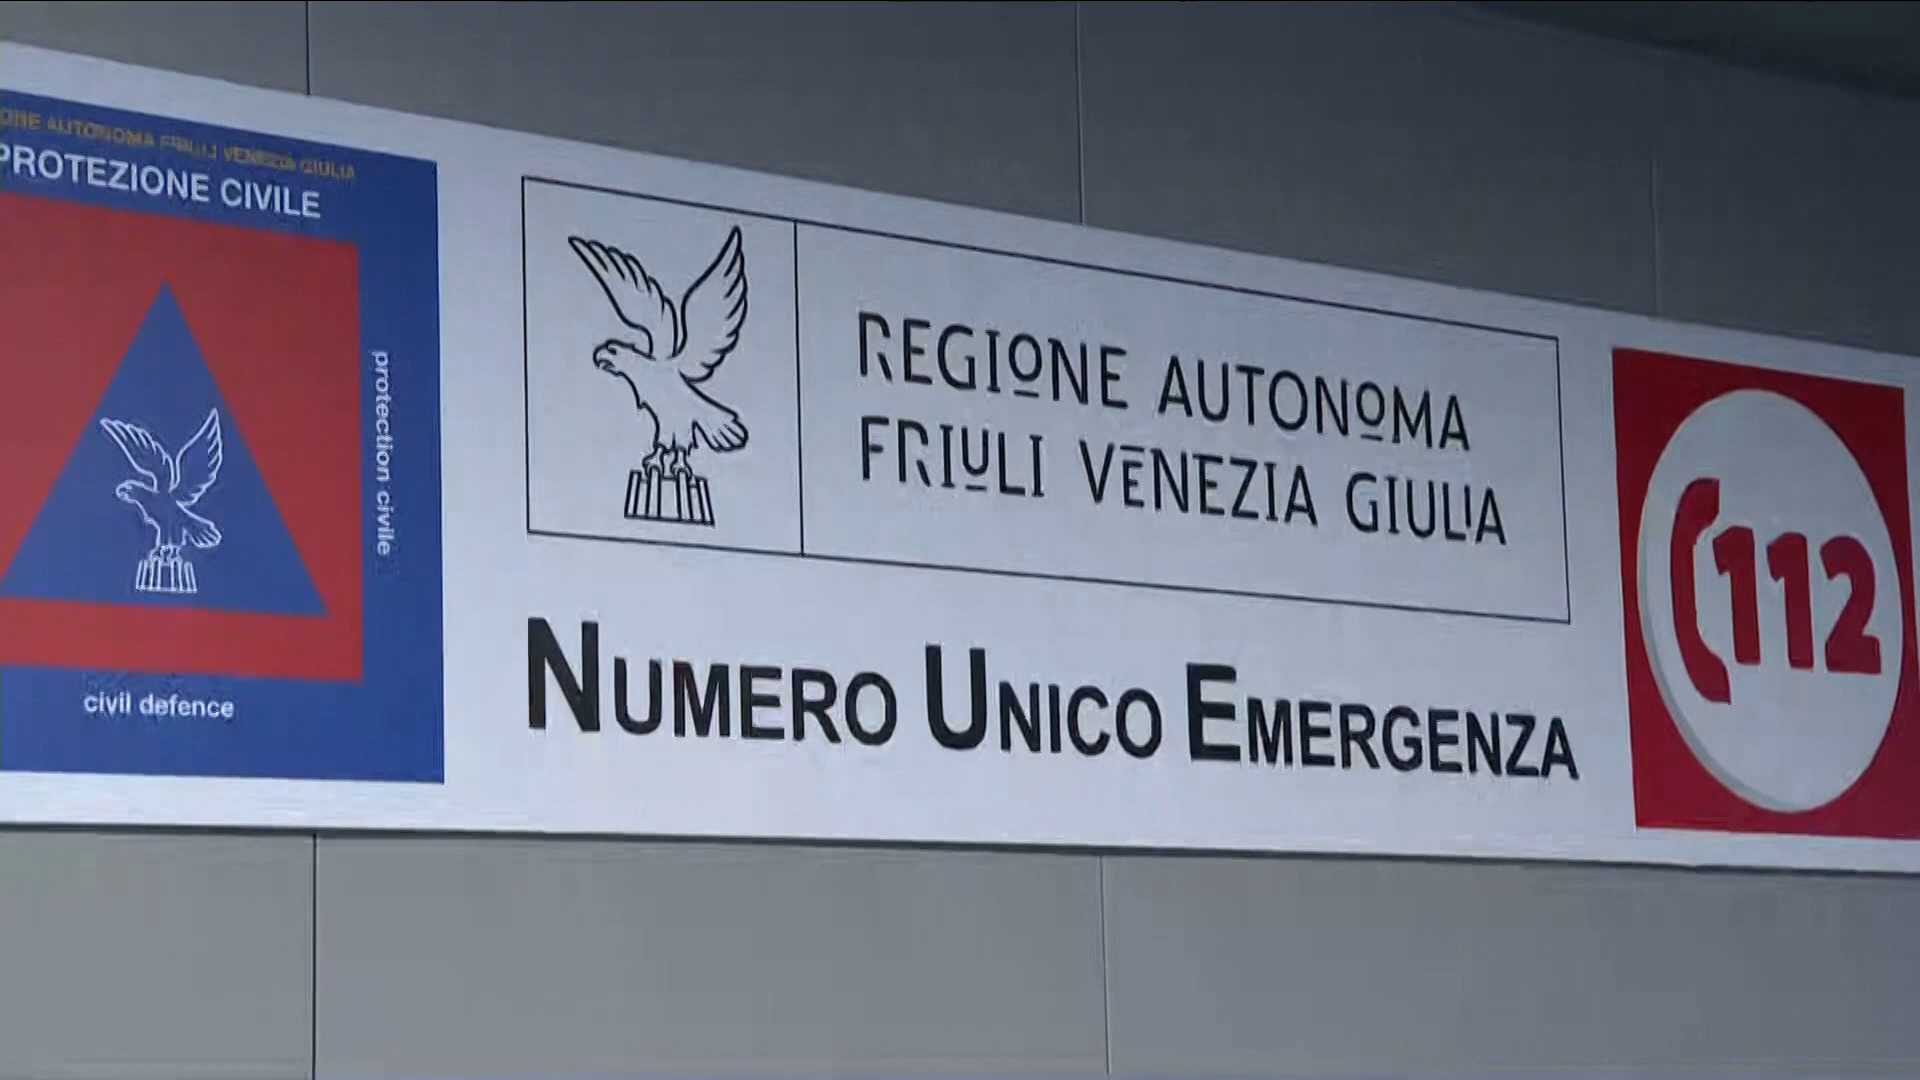 REGIONE AUTONOMA FRIULI VENEZIA GIULIA
PROTEZIONE CIVILE
protection civile
civil defence
REGIONE AUTONOMA
FRIULI VENEZIA GIULIA
NUMERO UNICO EMERGENZA
112